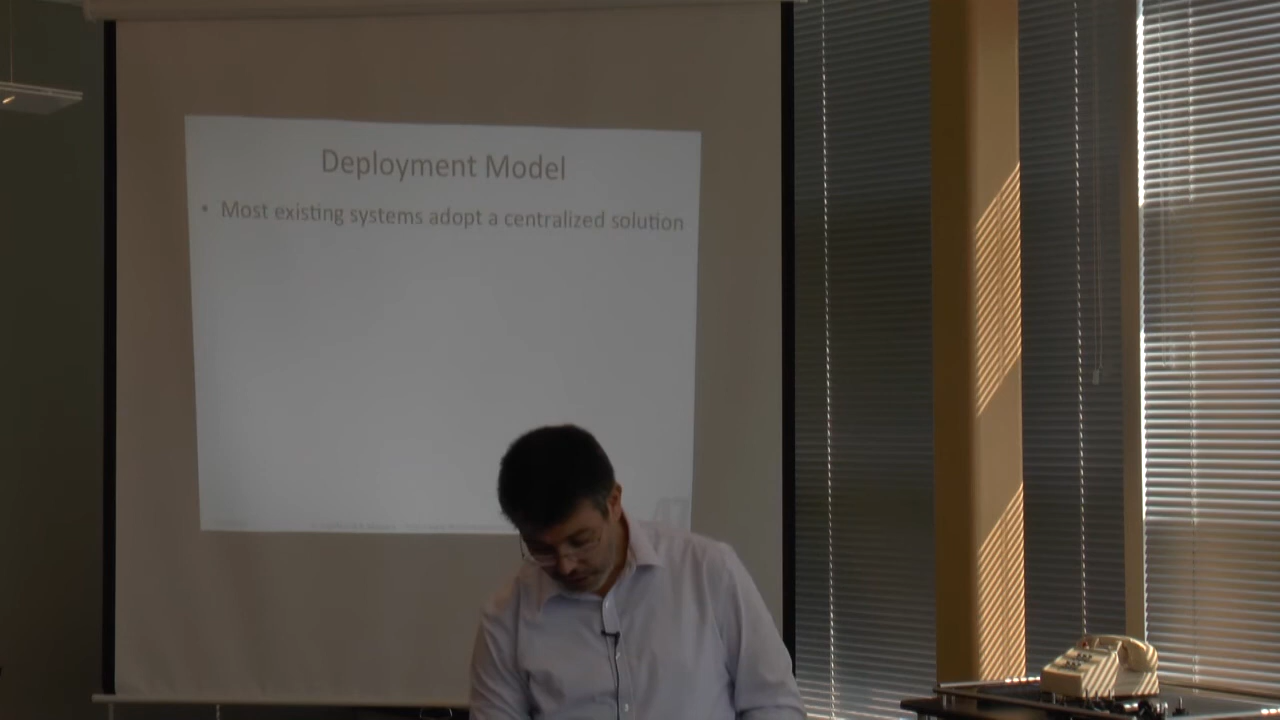 Deployment Model
• Most existing systems adopt a centralized solution